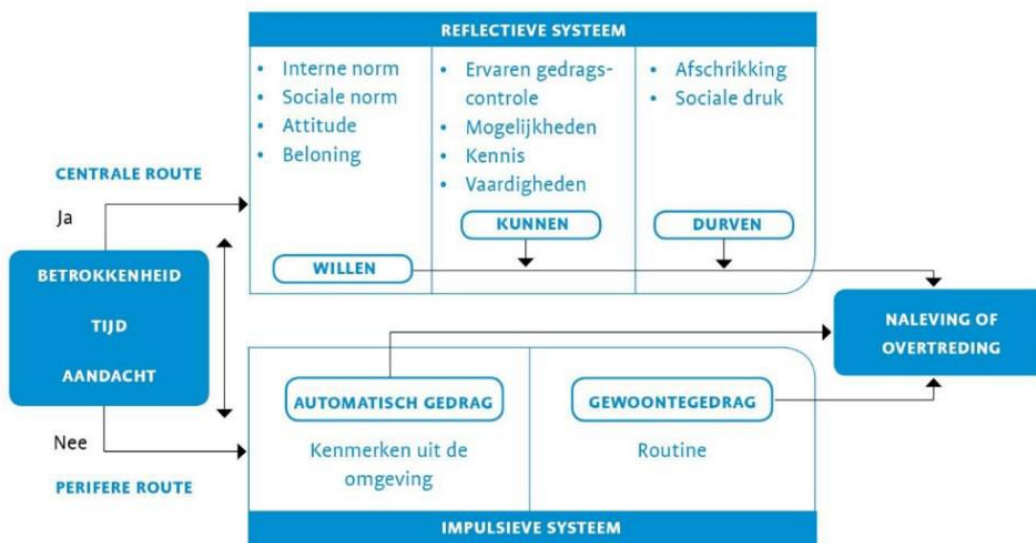 REFLECTIEVE SYSTEEM
• Interne norm
• Sociale norm
• Attitude
• Beloning
• Ervaren gedrags-
controle
• Mogelijkheden
• Kennis
• Vaardigheden
• Afschrikking
• Sociale druk
CENTRALE ROUTE
Ja
KUNNEN
DURVEN
WILLEN
BETROKKENHEID
TIJD
AANDACHT
NALEVING OF
OVERTREDING
AUTOMATISCH GEDRAG
GEWOONTEGEDRAG
Nee
Kenmerken uit de
omgeving
Routine
PERIFERE ROUTE
IMPULSIEVE SYSTEEM